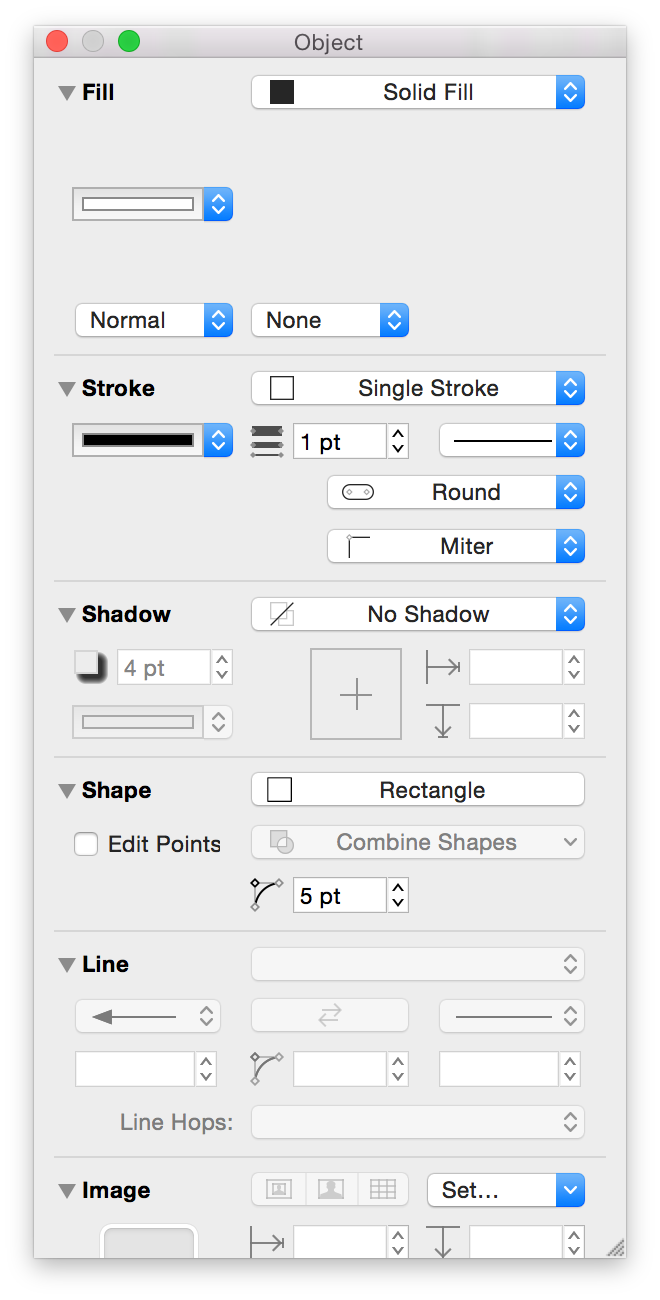 Object
Fill Solid Fill
Normal None
Stroke Single Stroke
1 pt
Round
Miter
Shadow No Shadow
4 pt
Shape Rectangle
Edit Points Combine Shapes
5 pt
Line
Line Hops:
Image Set...